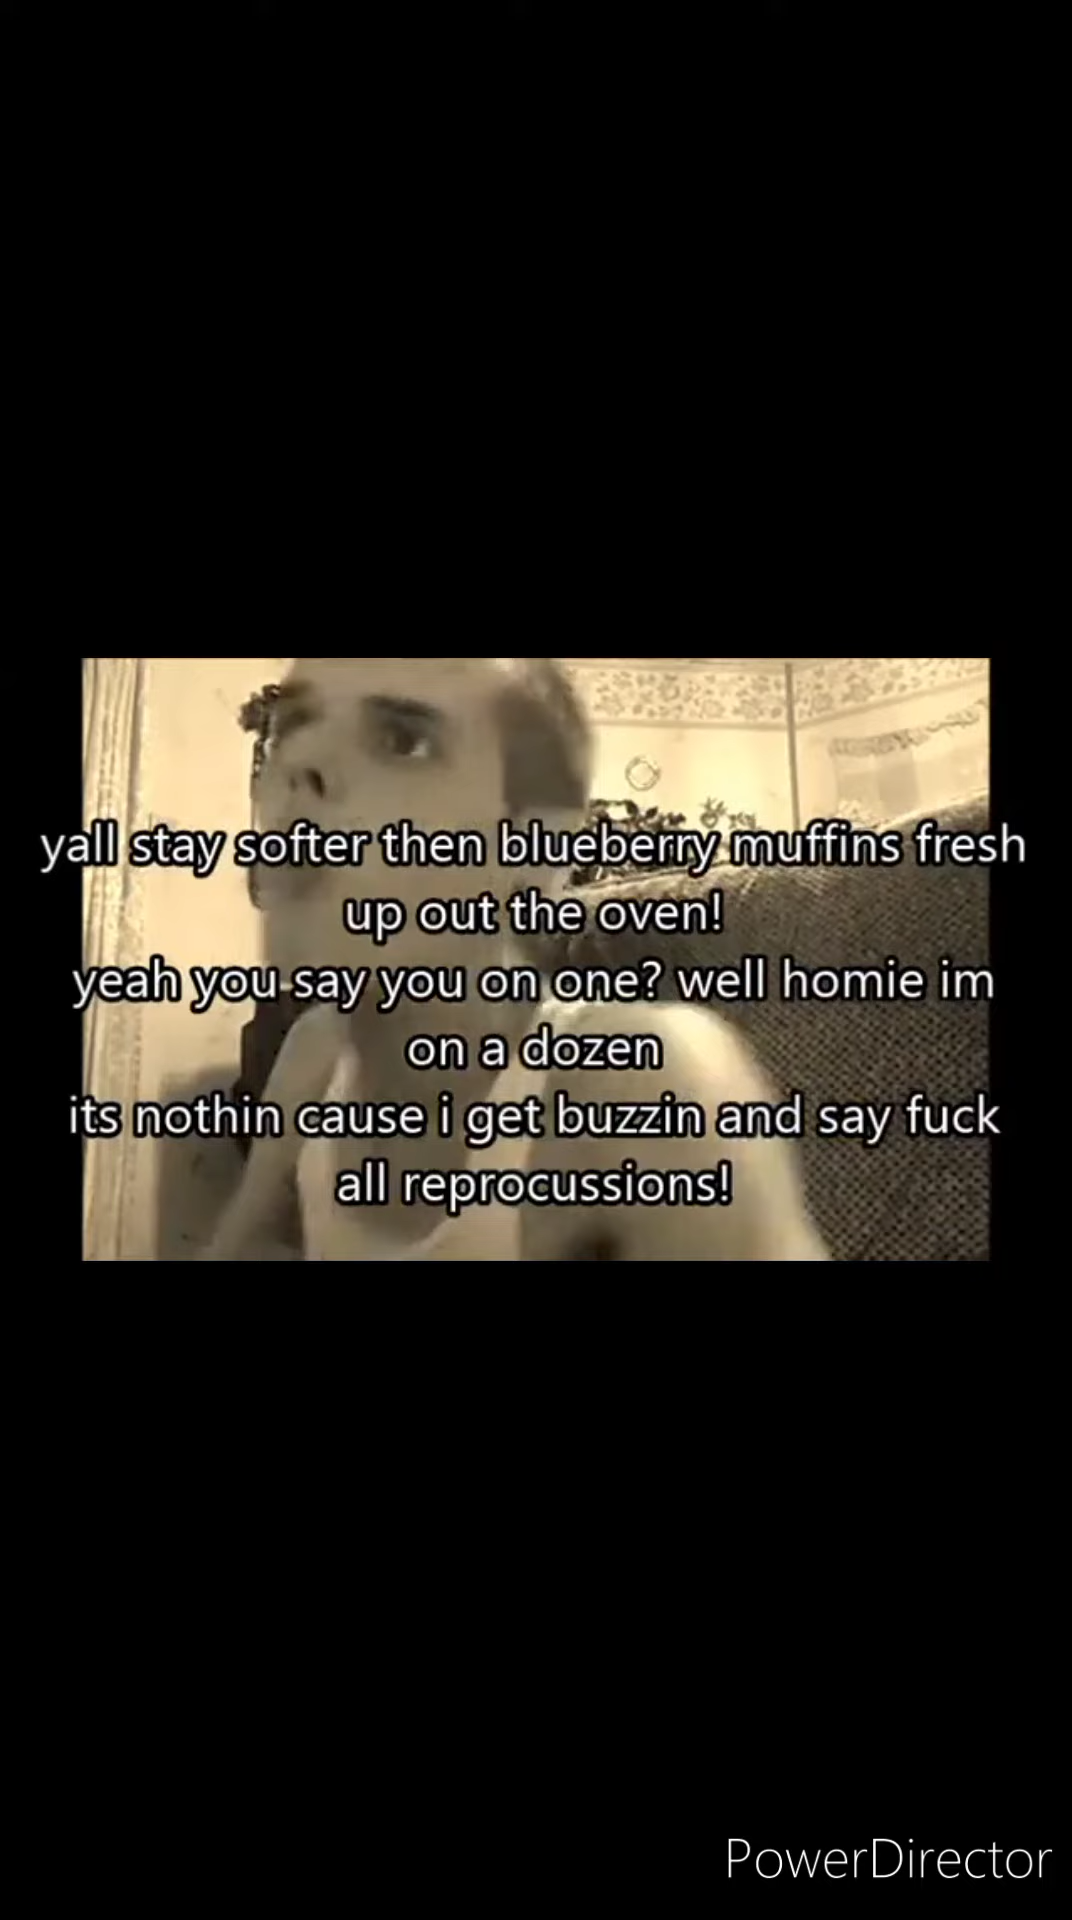 yall stay softer then blueberry muffins fresh
up out the oven!
yeah you say you on one? well homie im
on a dozen
its nothin cause i get buzzin and say fuck
all reprocussions!
PowerDirector